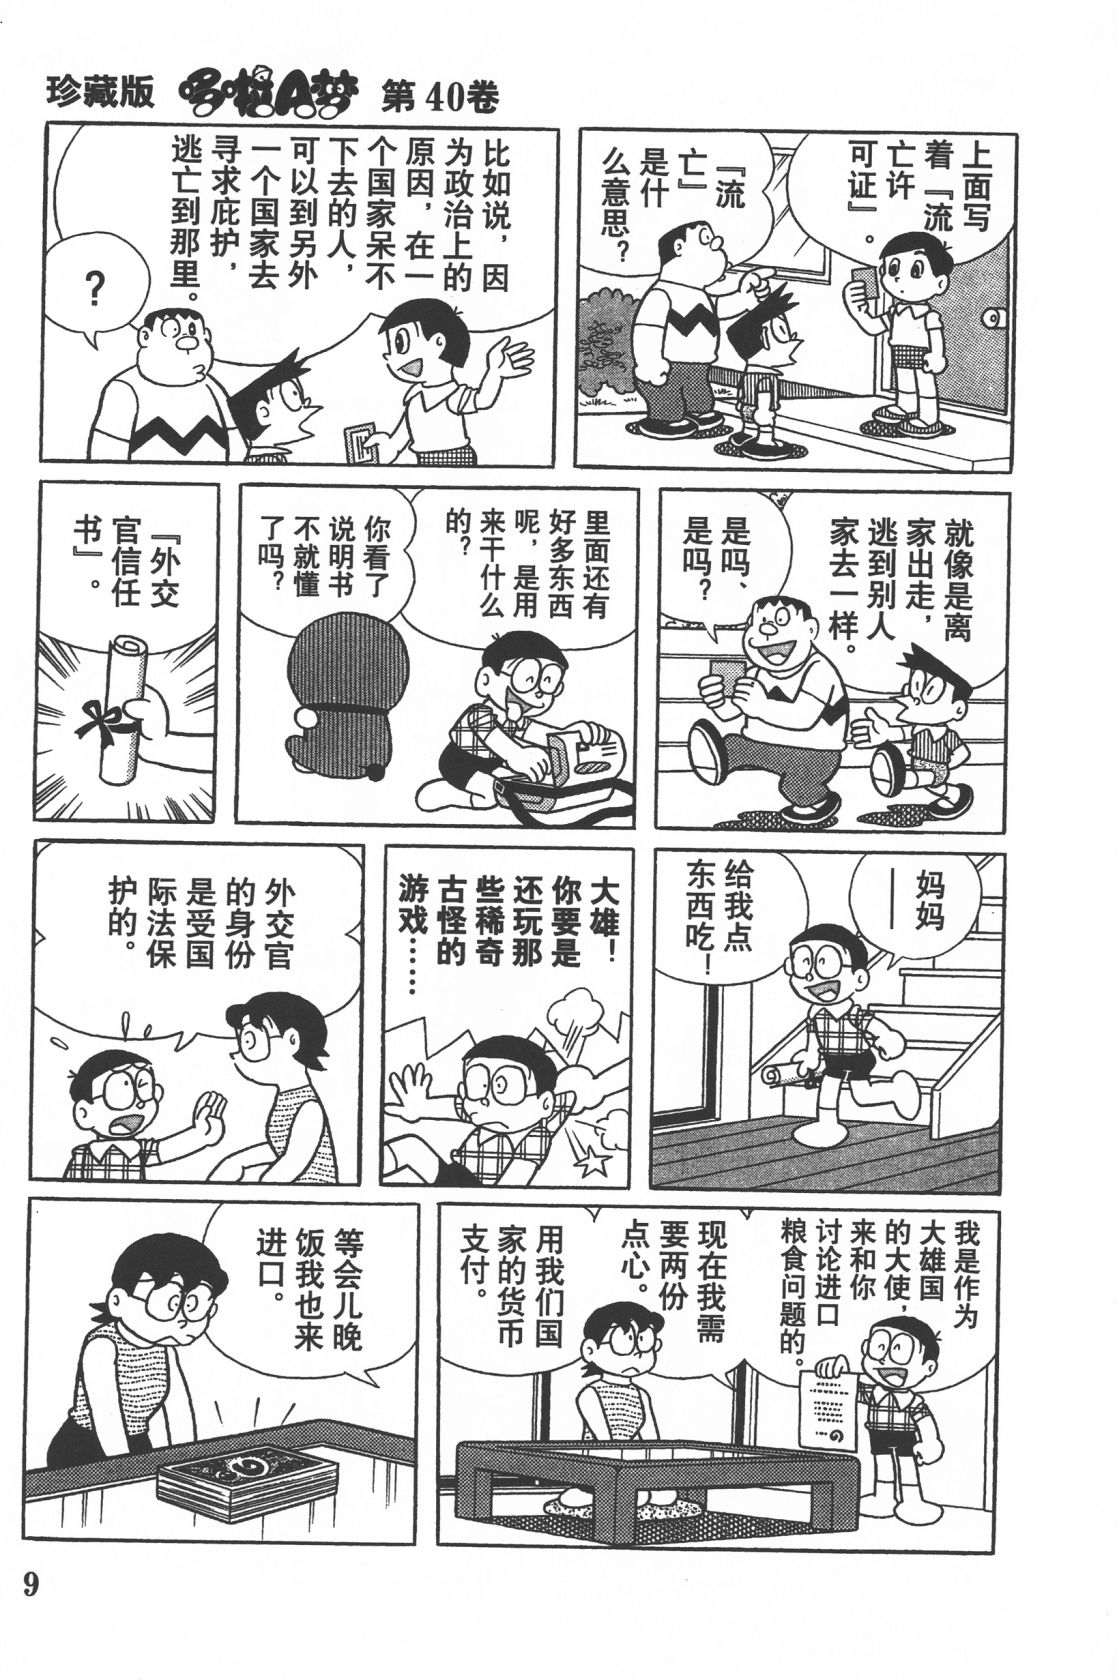 珍藏版 哆啦A梦 第40卷
上面写
着『流
亡许
可证』。
『流
亡』
是什
么意思？
比如说，因
为政治上的
原因，在一
个国家呆不
下去的人，
可以到另外
一个国家去
寻求庇护，
逃亡到那里。
？
就像是离
家出走，
逃到别人
家去一样。
是吗、
是吗？
里面还有
好多东西
呢，是用
来干什么
的？
你看了
说明书
不就懂
了吗？
『外交
官信任
书』。
妈妈
—
给我点
东西吃！
大雄！
你要是
还玩那
些稀奇
古怪的
游戏……
外交官
的身份
是受国
际法保
护的。
我是作为
大雄国
的大使，
来和你
讨论进口
粮食问题的。
现在我需
要两份
点心。
用我们国
家的货币
支付。
等会儿晚
饭我也来
进口。
9